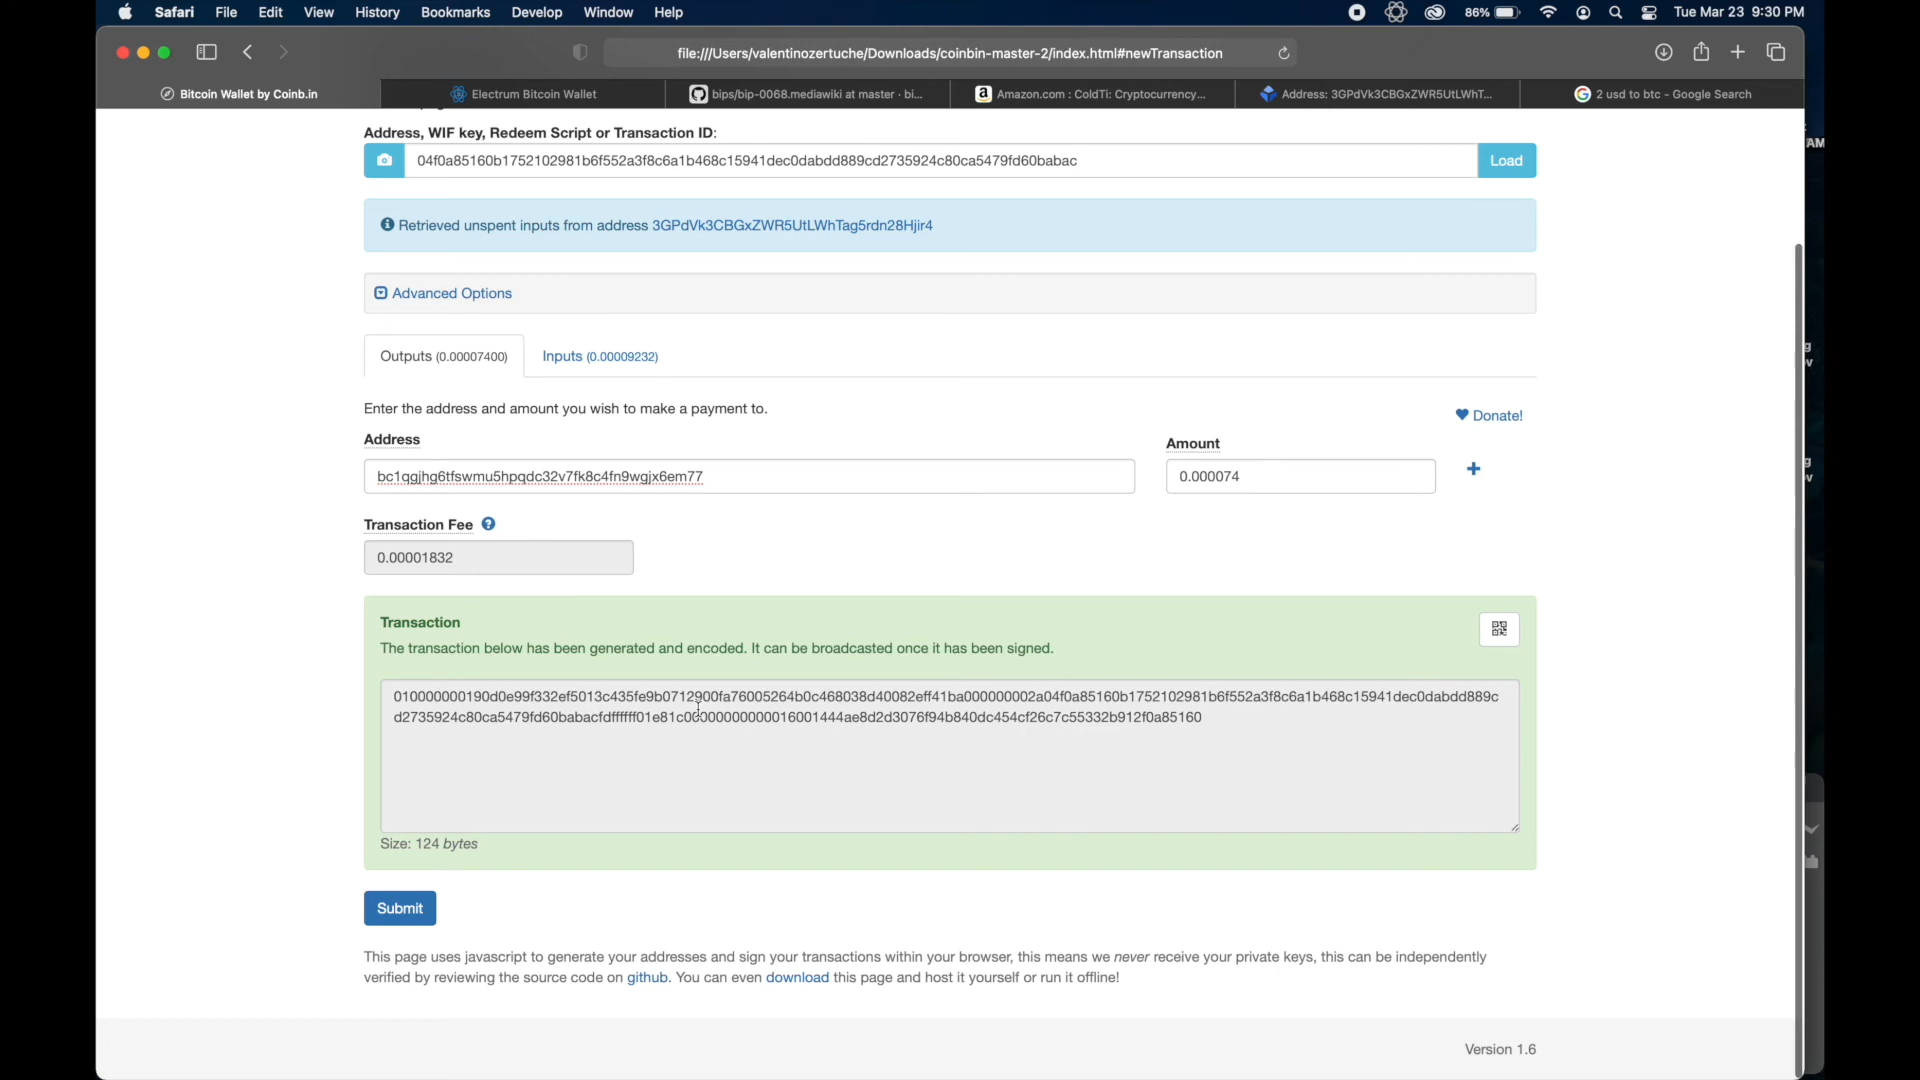 Safari File Edit View History Bookmarks Develop Window Help 86% Tue Mar 23 9:30 PM
file:///Users/valentinozertuche/Downloads/coinbin-master-2/index.html#newTransaction
Bitcoin Wallet by Coinb.in Electrum Bitcoin Wallet bips/bip-0068.mediawiki at master · bi... Amazon.com : ColdTi: Cryptocurrency... Address: 3GPdVk3CBGxZWR5UtLWhT... 2 usd to btc - Google Search
Address, WIF key, Redeem Script or Transaction ID:
04f0a85160b1752102981b6f552a3f8c6a1b468c15941dec0dabdd889cd2735924c80ca5479fd60babac Load
Retrieved unspent inputs from address 3GPdVk3CBGxZWR5UtLWhTag5rdn28Hjir4
Advanced Options
Outputs (0.00007400) Inputs (0.00009232)
Enter the address and amount you wish to make a payment to.
Donate!
Address Amount
bc1qgjhg6tfswmu5hpqdc32v7fk8c4fn9wgjx6em77 0.000074
Transaction Fee
0.00001832
Transaction
The transaction below has been generated and encoded. It can be broadcasted once it has been signed.
010000000190d0e99f332ef5013c435fe9b0712900fa76005264b0c468038d40082eff41ba000000002a04f0a85160b1752102981b6f552a3f8c6a1b468c15941dec0dabdd889c
d2735924c80ca5479fd60babacfdffffff01e81c00000000000016001444ae8d2d3076f94b840dc454cf26c7c55332b912f0a85160
Size: 124 bytes
Submit
This page uses javascript to generate your addresses and sign your transactions within your browser, this means we never receive your private keys, this can be independently
verified by reviewing the source code on github. You can even download this page and host it yourself or run it offline!
Version 1.6
AM